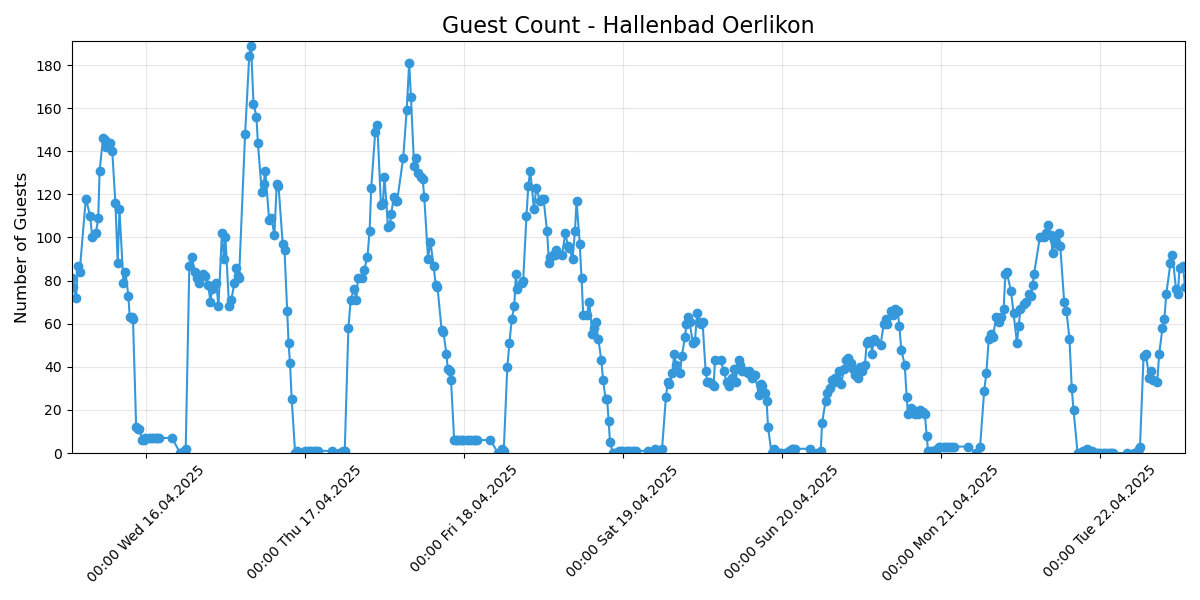 Guest Count - Hallenbad Oerlikon
Number of Guests
180
160
140
120
100
80
60
40
20
0
00:00 Wed 16.04.2025
00:00 Thu 17.04.2025
00:00 Fri 18.04.2025
00:00 Sat 19.04.2025
00:00 Sun 20.04.2025
00:00 Mon 21.04.2025
00:00 Tue 22.04.2025